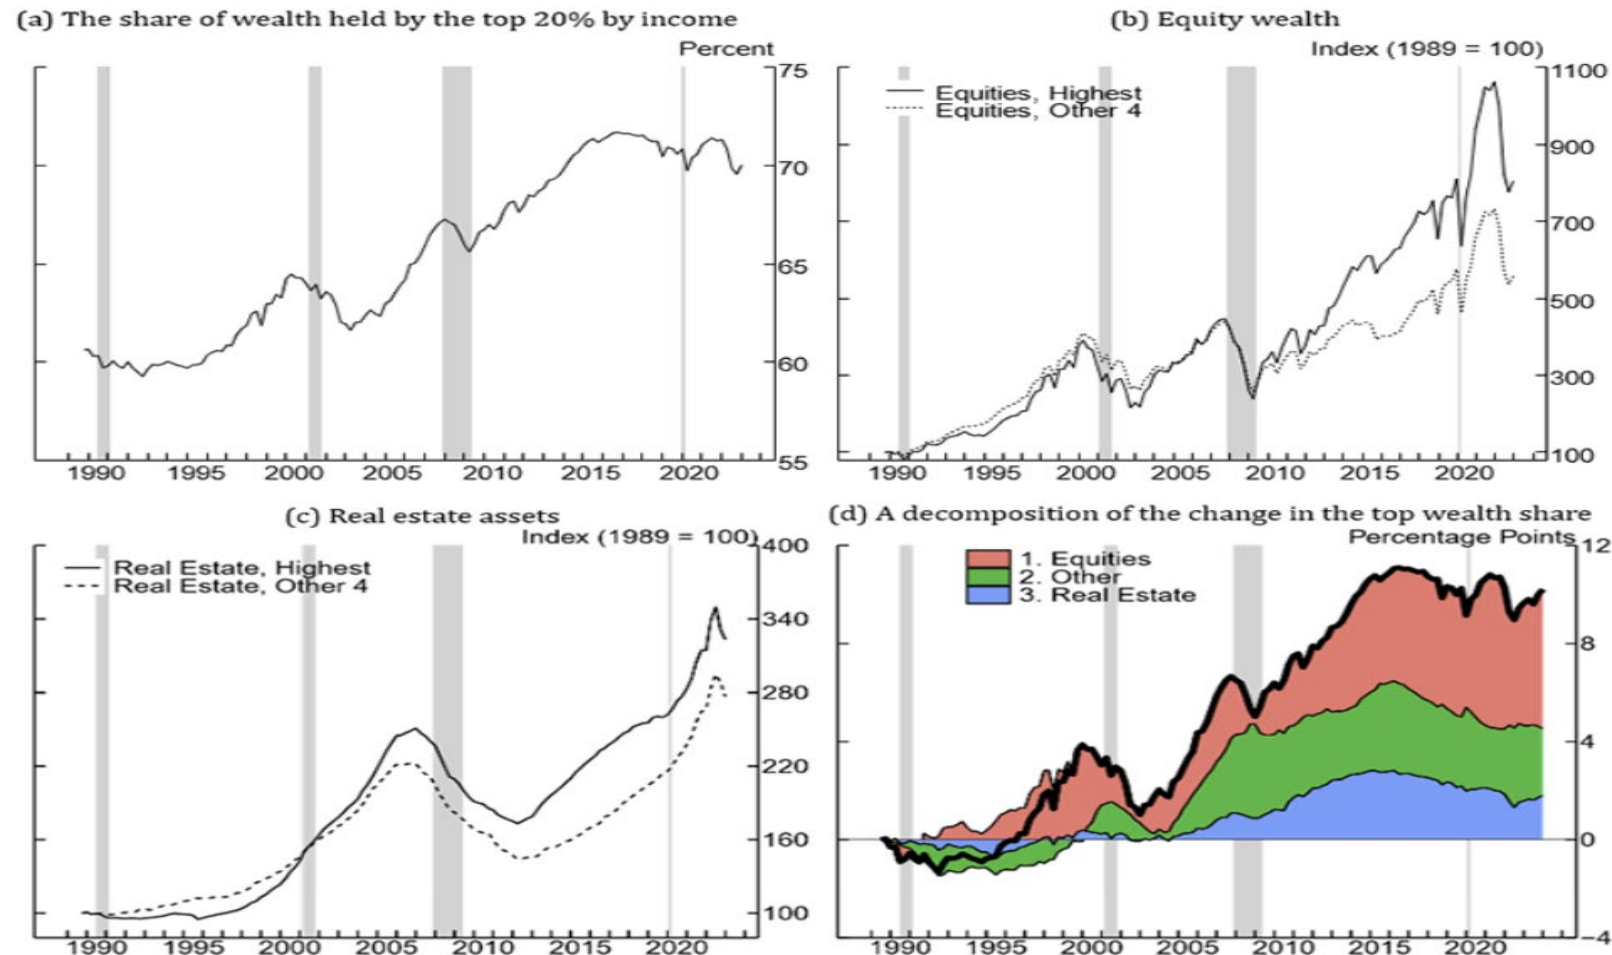 (a) The share of wealth held by the top 20% by income
Percent
75
70
65
60
55
1990 1995 2000 2005 2010 2015 2020
(b) Equity wealth
Index (1989 = 100)
Equities, Highest
Equities, Other 4
1100
900
700
500
300
100
1990 1995 2000 2005 2010 2015 2020
(c) Real estate assets
Index (1989 = 100)
Real Estate, Highest
Real Estate, Other 4
400
340
280
220
160
100
1990 1995 2000 2005 2010 2015 2020
(d) A decomposition of the change in the top wealth share
Percentage Points
1. Equities
2. Other
3. Real Estate
12
8
4
0
-4
1990 1995 2000 2005 2010 2015 2020